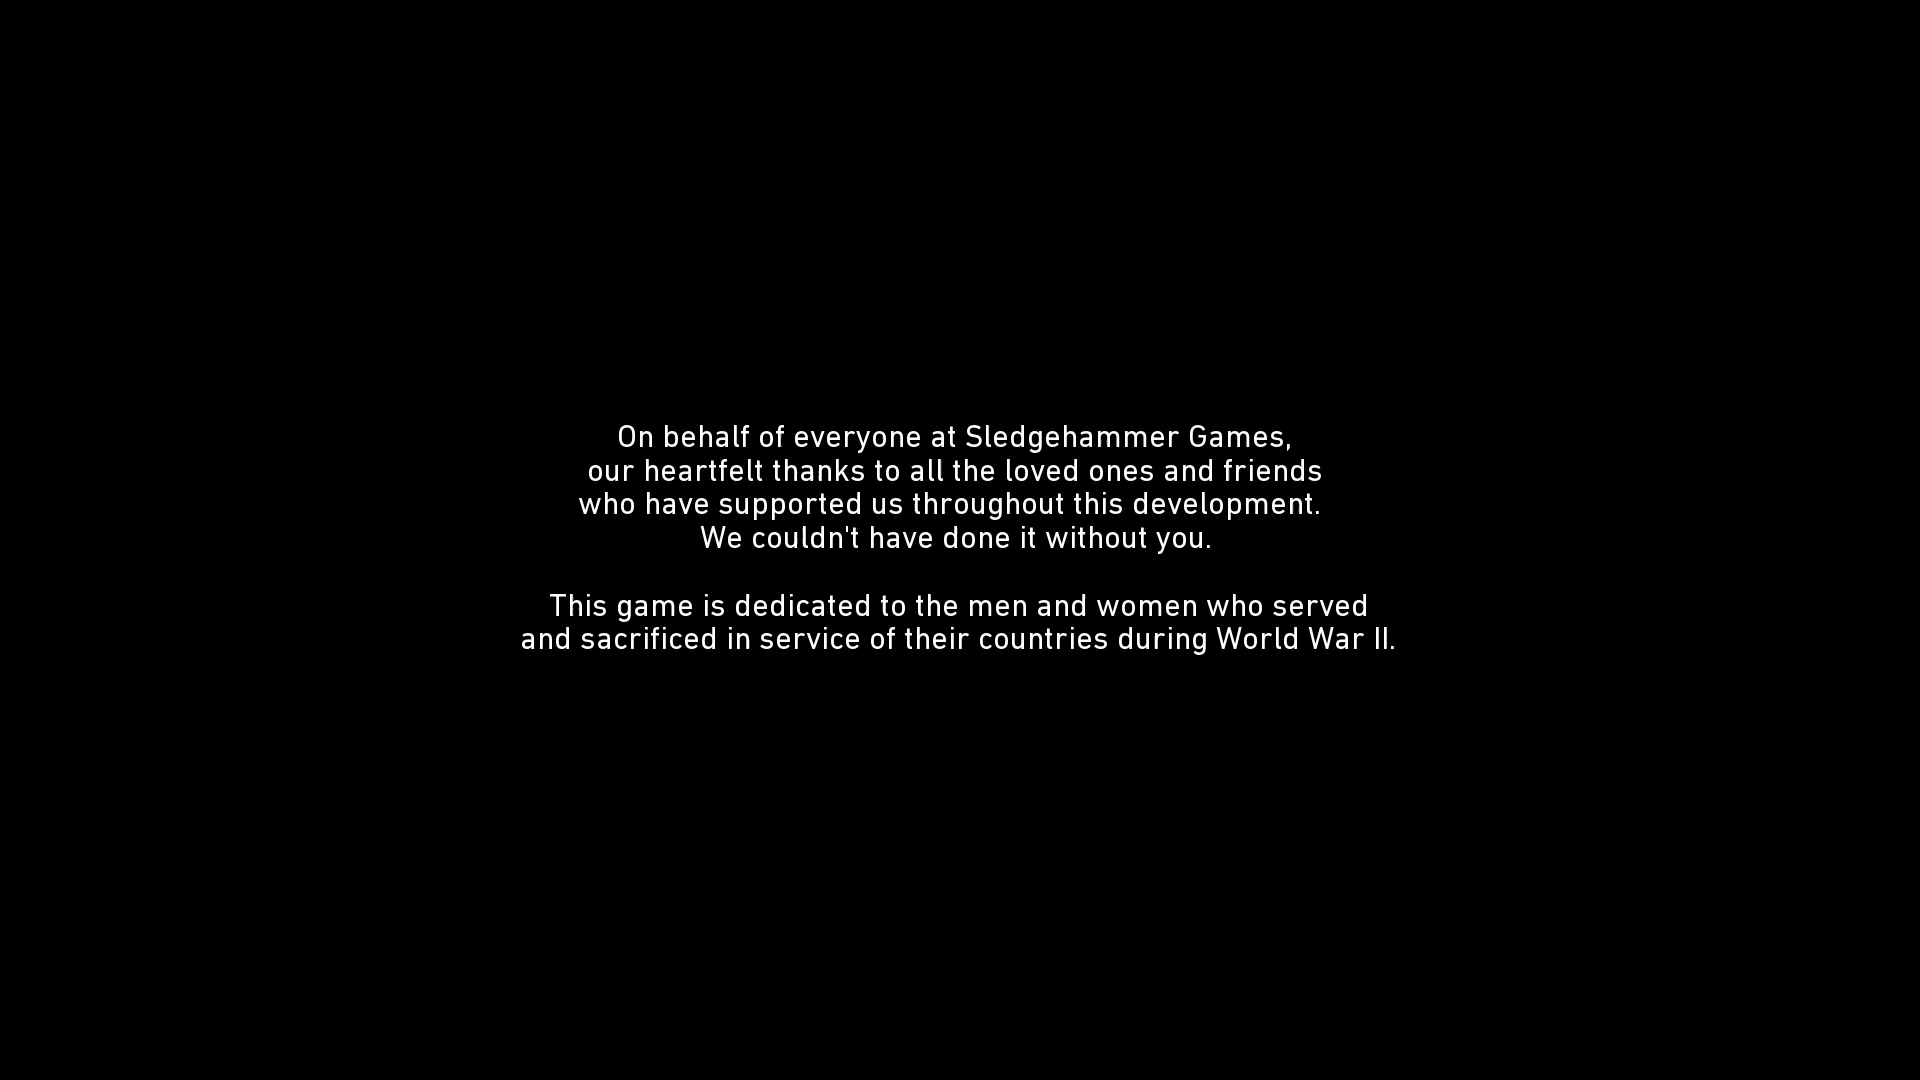 On behalf of everyone at Sledgehammer Games,
our heartfelt thanks to all the loved ones and friends
who have supported us throughout this development.
We couldn't have done it without you.
This game is dedicated to the men and women who served
and sacrificed in service of their countries during World War II.